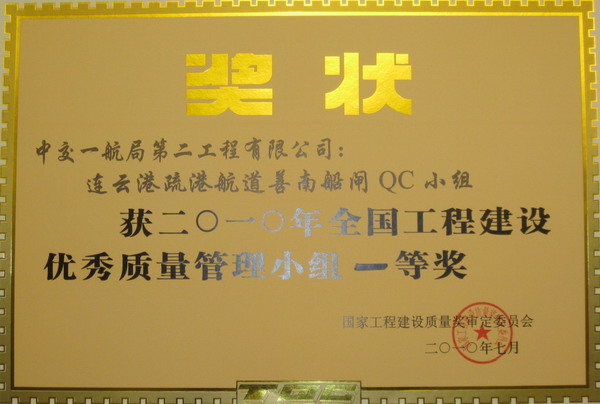 奖状
中交一航局第二工程有限公司：
连云港疏港航道善南船闸QC小组
获二〇一〇年全国工程建设
优秀质量管理小组一等奖
国家工程建设质量奖审定委员会
二〇一〇年七月